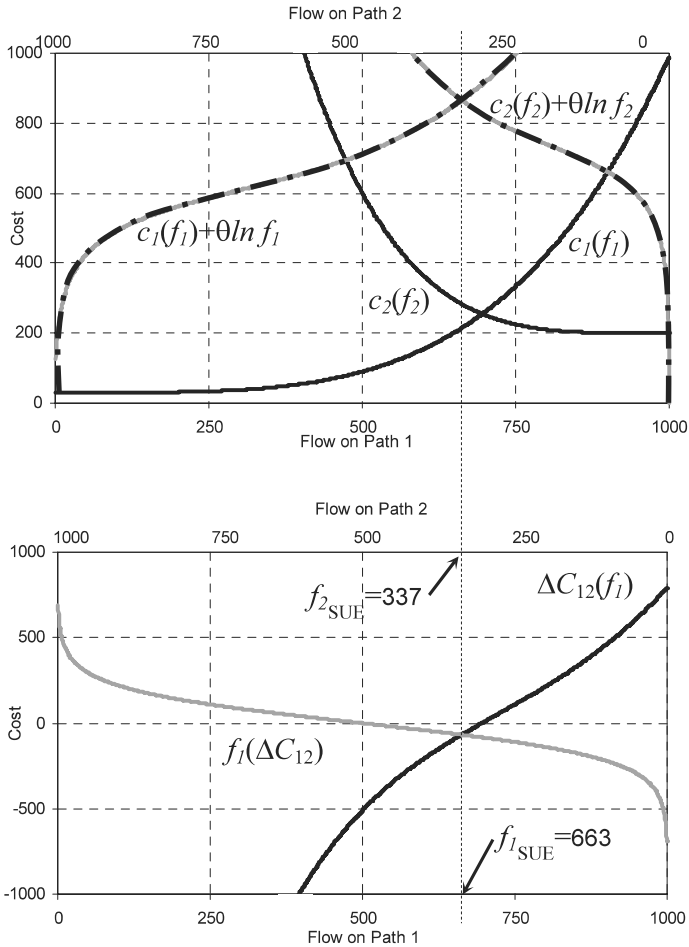 Flow on Path 2
1000 750 500 250 0
1000
800
600
400
200
0
Cost
c₂(f₂)+θln f₂
c₁(f₁)+θln f₁
c₁(f₁)
c₂(f₂)
0 250 500 750 1000
Flow on Path 1
Flow on Path 2
1000 750 500 250 0
1000
500
0
-500
-1000
Cost
f₂SUE=337
ΔC₁₂(f₁)
f₁(ΔC₁₂)
f₁SUE=663
0 250 500 750 1000
Flow on Path 1